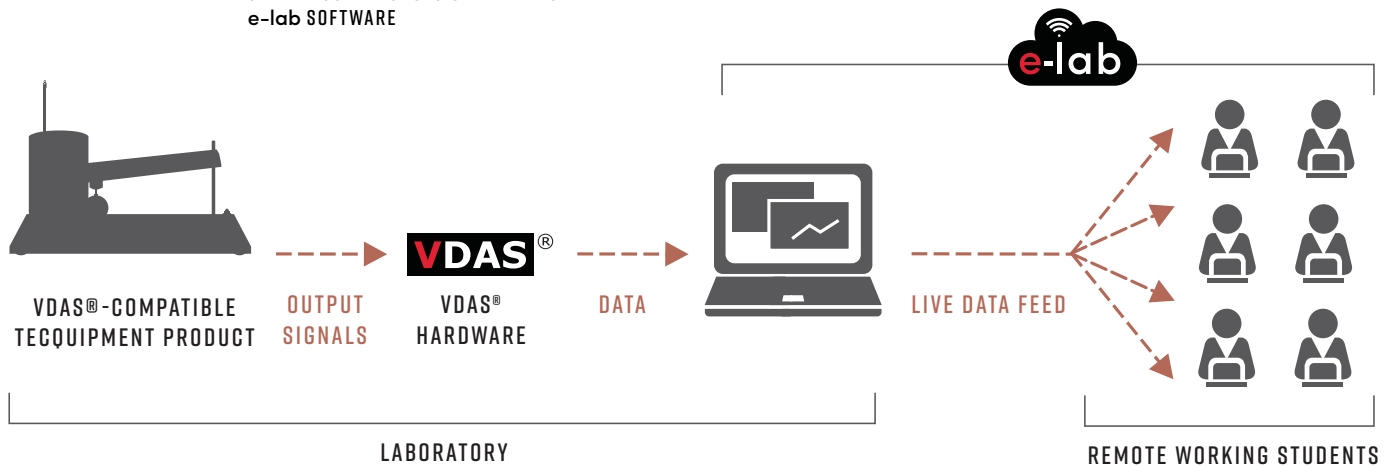 e-lab SOFTWARE
e-lab
VDAS®
VDAS®-COMPATIBLE
TECQUIPMENT PRODUCT
OUTPUT
SIGNALS
VDAS®
HARDWARE
DATA
LIVE DATA FEED
LABORATORY
REMOTE WORKING STUDENTS